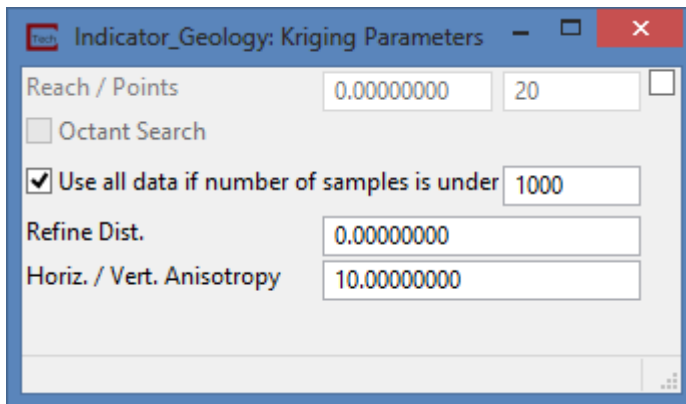 Tech Indicator_Geology: Kriging Parameters
Reach / Points 0.00000000 20
Octant Search
Use all data if number of samples is under 1000
Refine Dist. 0.00000000
Horiz. / Vert. Anisotropy 10.00000000